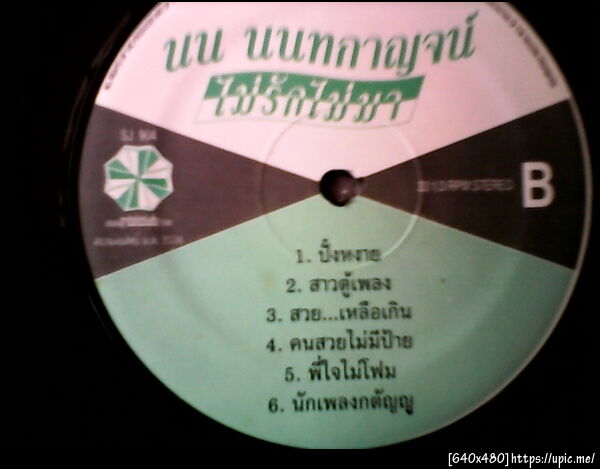 นน นนทกาญจน์
ไม่รักไม่มา
SJ 904
33 1/3 RPM STEREO
B
1. ปิ้งหงาย
2. สาวตู้เพลง
3. สวย...เหลือเกิน
4. คนสวยไม่มีป้าย
5. พี่ใจไม่โฟม
6. นักเพลงกตัญญู
[640x480]https://upic.me/